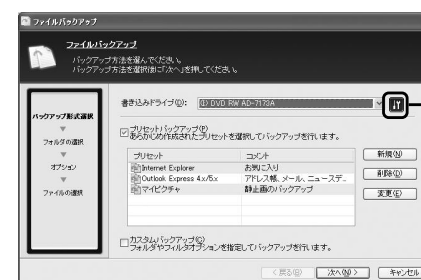 ファイルバックアップ
ファイルバックアップ
バックアップ方法を選んでください。
バックアップ方法を選択後に「次へ」を押してください。
書き込みドライブ(D): (D) DVD RW AD-7173A
バックアップ形式選択
▼
フォルダの選択
▼
オプション
▼
ファイルの選択
プリセットバックアップ(P)
あらかじめ作成されたプリセットを選択してバックアップを行います。
プリセット コメント
Internet Explorer お気に入り
Outlook Express 4.x/5.x アドレス帳、メール、ニュースデ...
マイピクチャ 静止画のバックアップ
新規(N)
削除(D)
変更(E)
カスタムバックアップ(C)
フォルダやフィルタオプションを指定してバックアップを行います。
< 戻る(B) 次へ(N) > キャンセル